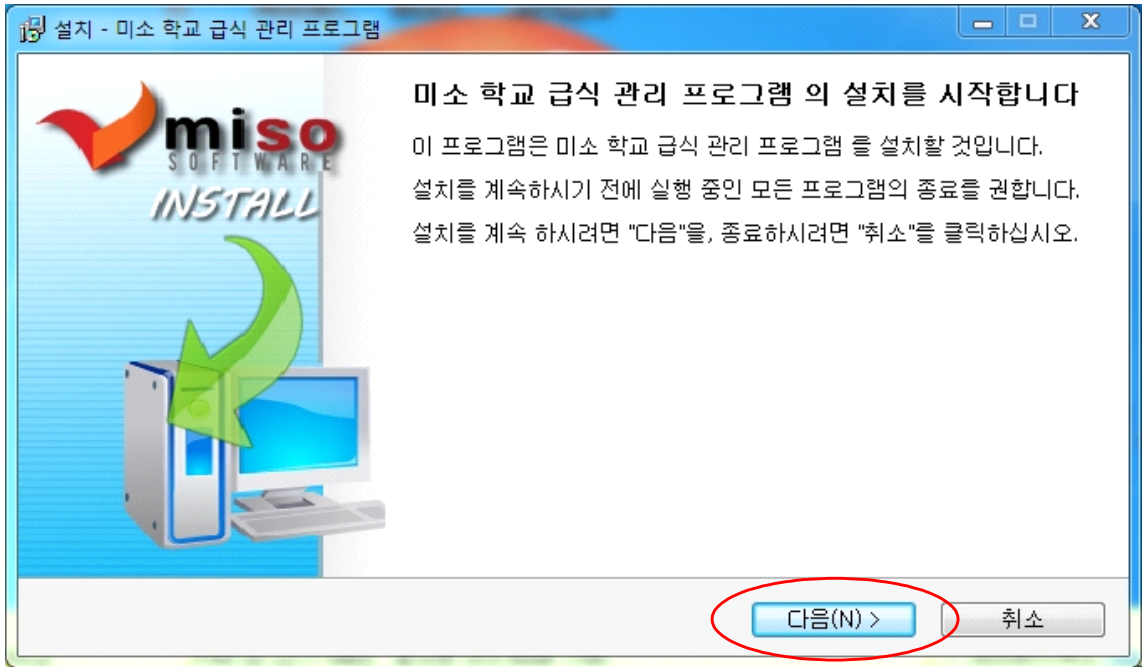 설치 - 미소 학교 급식 관리 프로그램
miso
SOFTWARE
INSTALL
미소 학교 급식 관리 프로그램 의 설치를 시작합니다
이 프로그램은 미소 학교 급식 관리 프로그램 를 설치할 것입니다.
설치를 계속하시기 전에 실행 중인 모든 프로그램의 종료를 권합니다.
설치를 계속 하시려면 "다음"을, 종료하시려면 "취소"를 클릭하십시오.
다음(N) > 취소